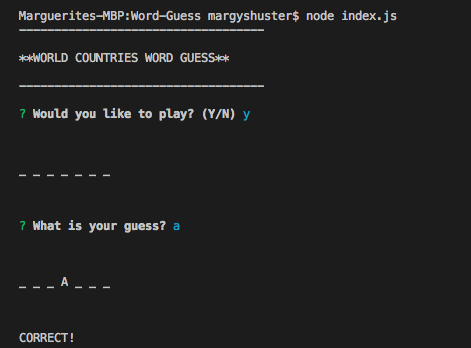 Marguerites-MBP:Word-Guess margyshuster$ node index.js
-----------------------------------
**WORLD COUNTRIES WORD GUESS**
-----------------------------------
? Would you like to play? (Y/N) y
_ _ _ _ _ _ _
? What is your guess? a
_ _ _ A _ _ _
CORRECT!